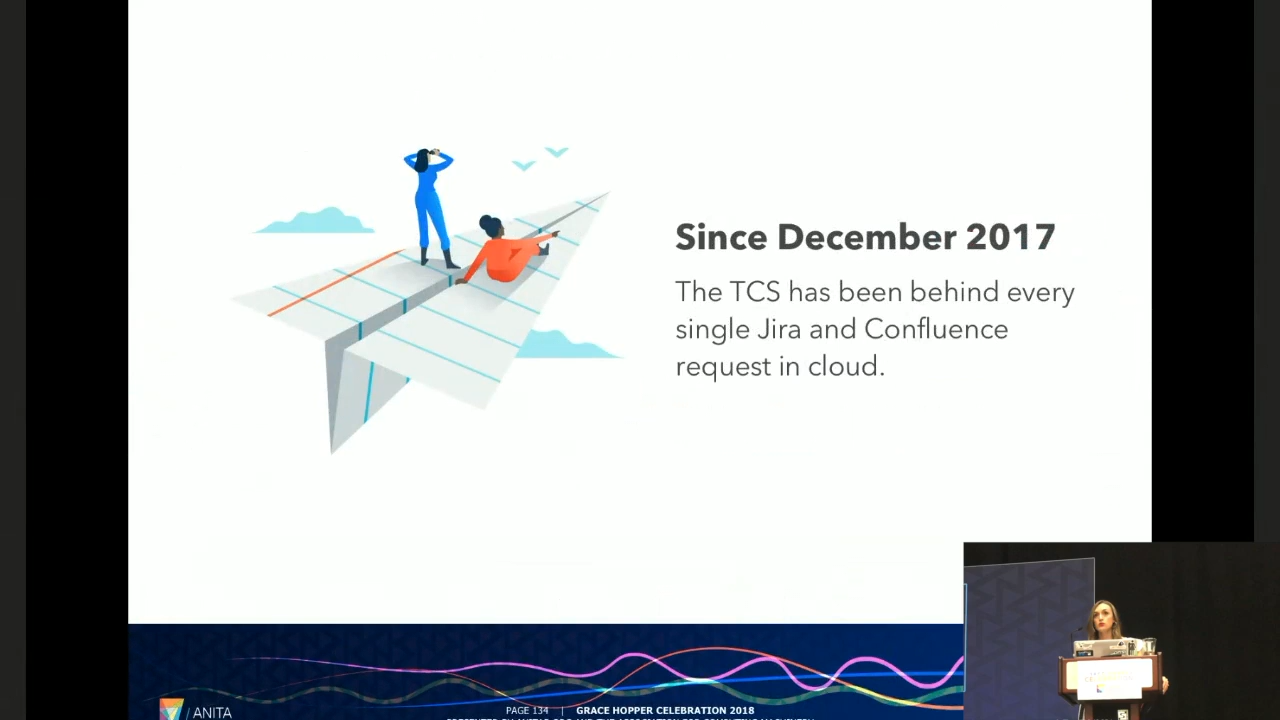 Since December 2017
The TCS has been behind every
single Jira and Confluence
request in cloud.
/ ANITA
PAGE 134 | GRACE HOPPER CELEBRATION 2018